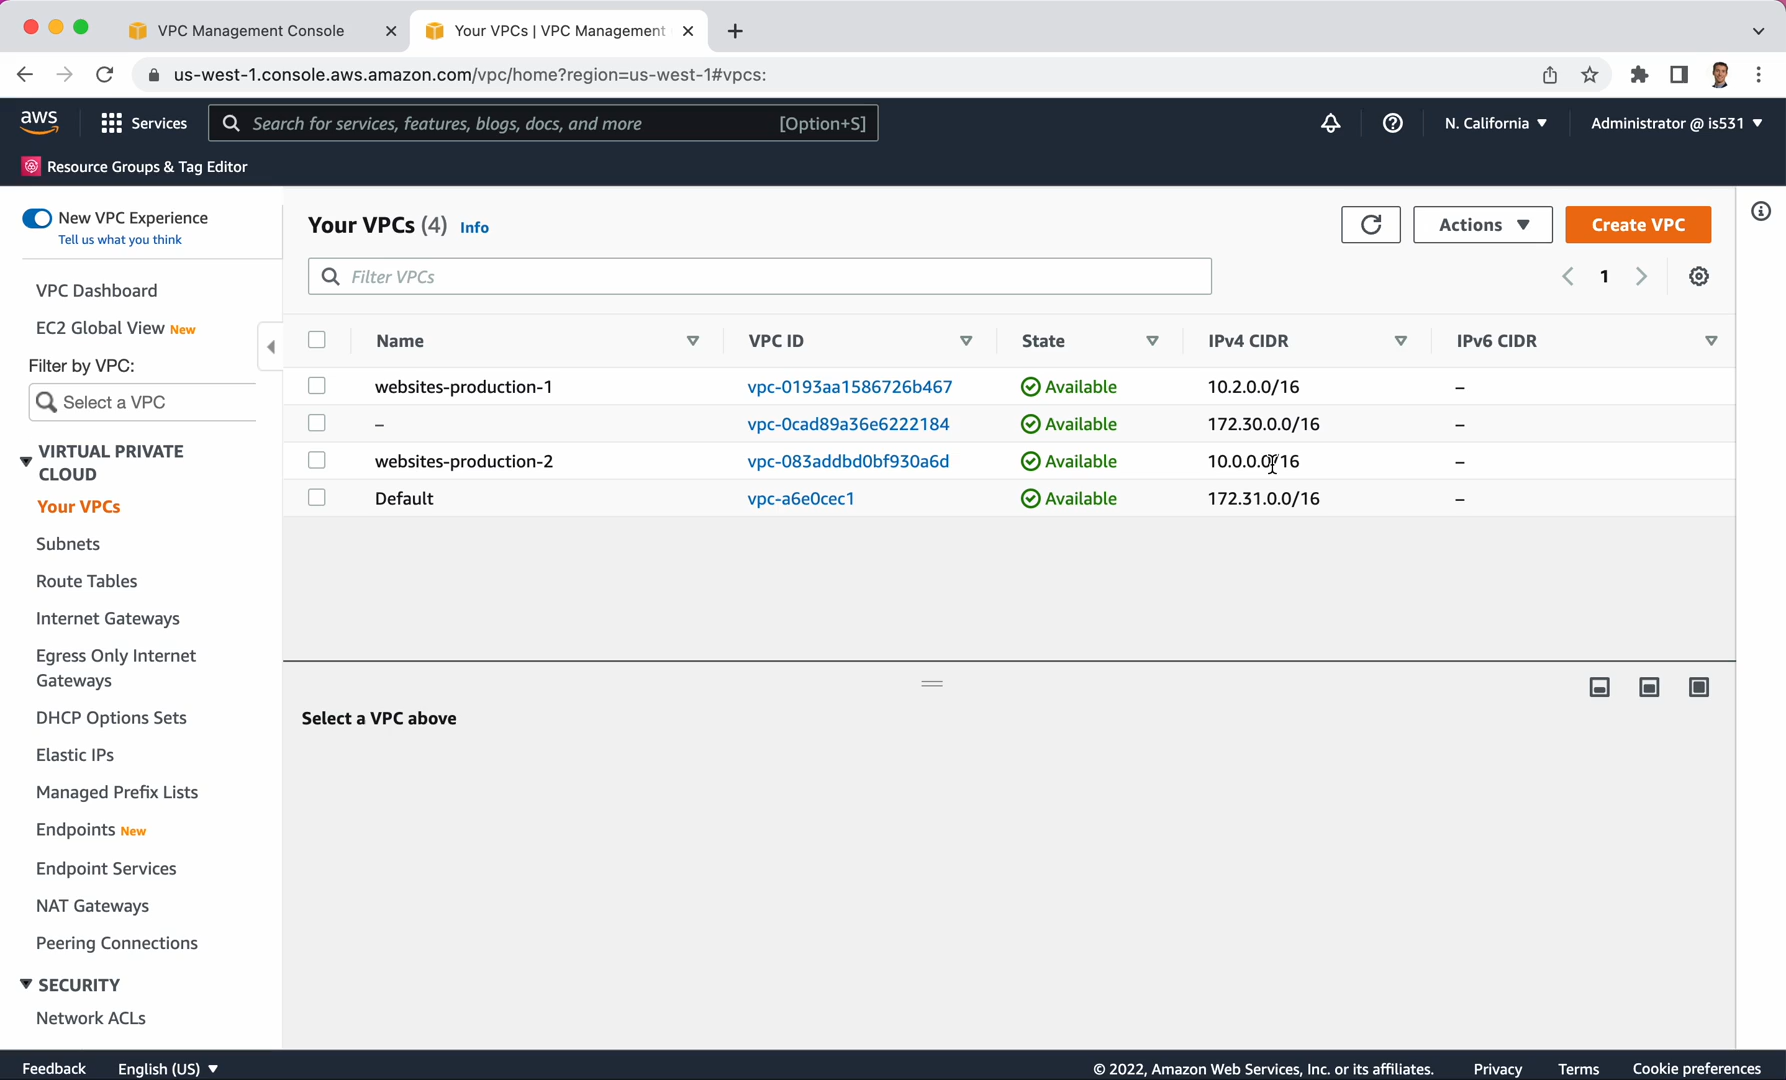 VPC Management Console
Your VPCs | VPC Management
us-west-1.console.aws.amazon.com/vpc/home?region=us-west-1#vpcs:
aws
Services
Search for services, features, blogs, docs, and more
[Option+S]
N. California
Administrator @ is531
Resource Groups & Tag Editor
New VPC Experience
Tell us what you think
VPC Dashboard
EC2 Global View New
Filter by VPC:
Select a VPC
VIRTUAL PRIVATE
CLOUD
Your VPCs
Subnets
Route Tables
Internet Gateways
Egress Only Internet
Gateways
DHCP Options Sets
Elastic IPs
Managed Prefix Lists
Endpoints New
Endpoint Services
NAT Gateways
Peering Connections
SECURITY
Network ACLs
Your VPCs (4) Info
Actions
Create VPC
Filter VPCs
1
Name VPC ID State IPv4 CIDR IPv6 CIDR
websites-production-1 vpc-0193aa1586726b467 Available 10.2.0.0/16 –
– vpc-0cad89a36e6222184 Available 172.30.0.0/16 –
websites-production-2 vpc-083addbd0bf930a6d Available 10.0.0.0/16 –
Default vpc-a6e0cec1 Available 172.31.0.0/16 –
Select a VPC above
Feedback English (US) © 2022, Amazon Web Services, Inc. or its affiliates. Privacy Terms Cookie preferences